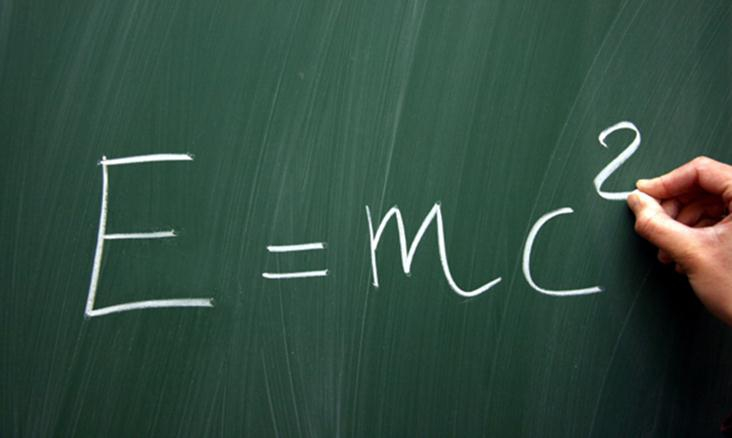 E = mc²